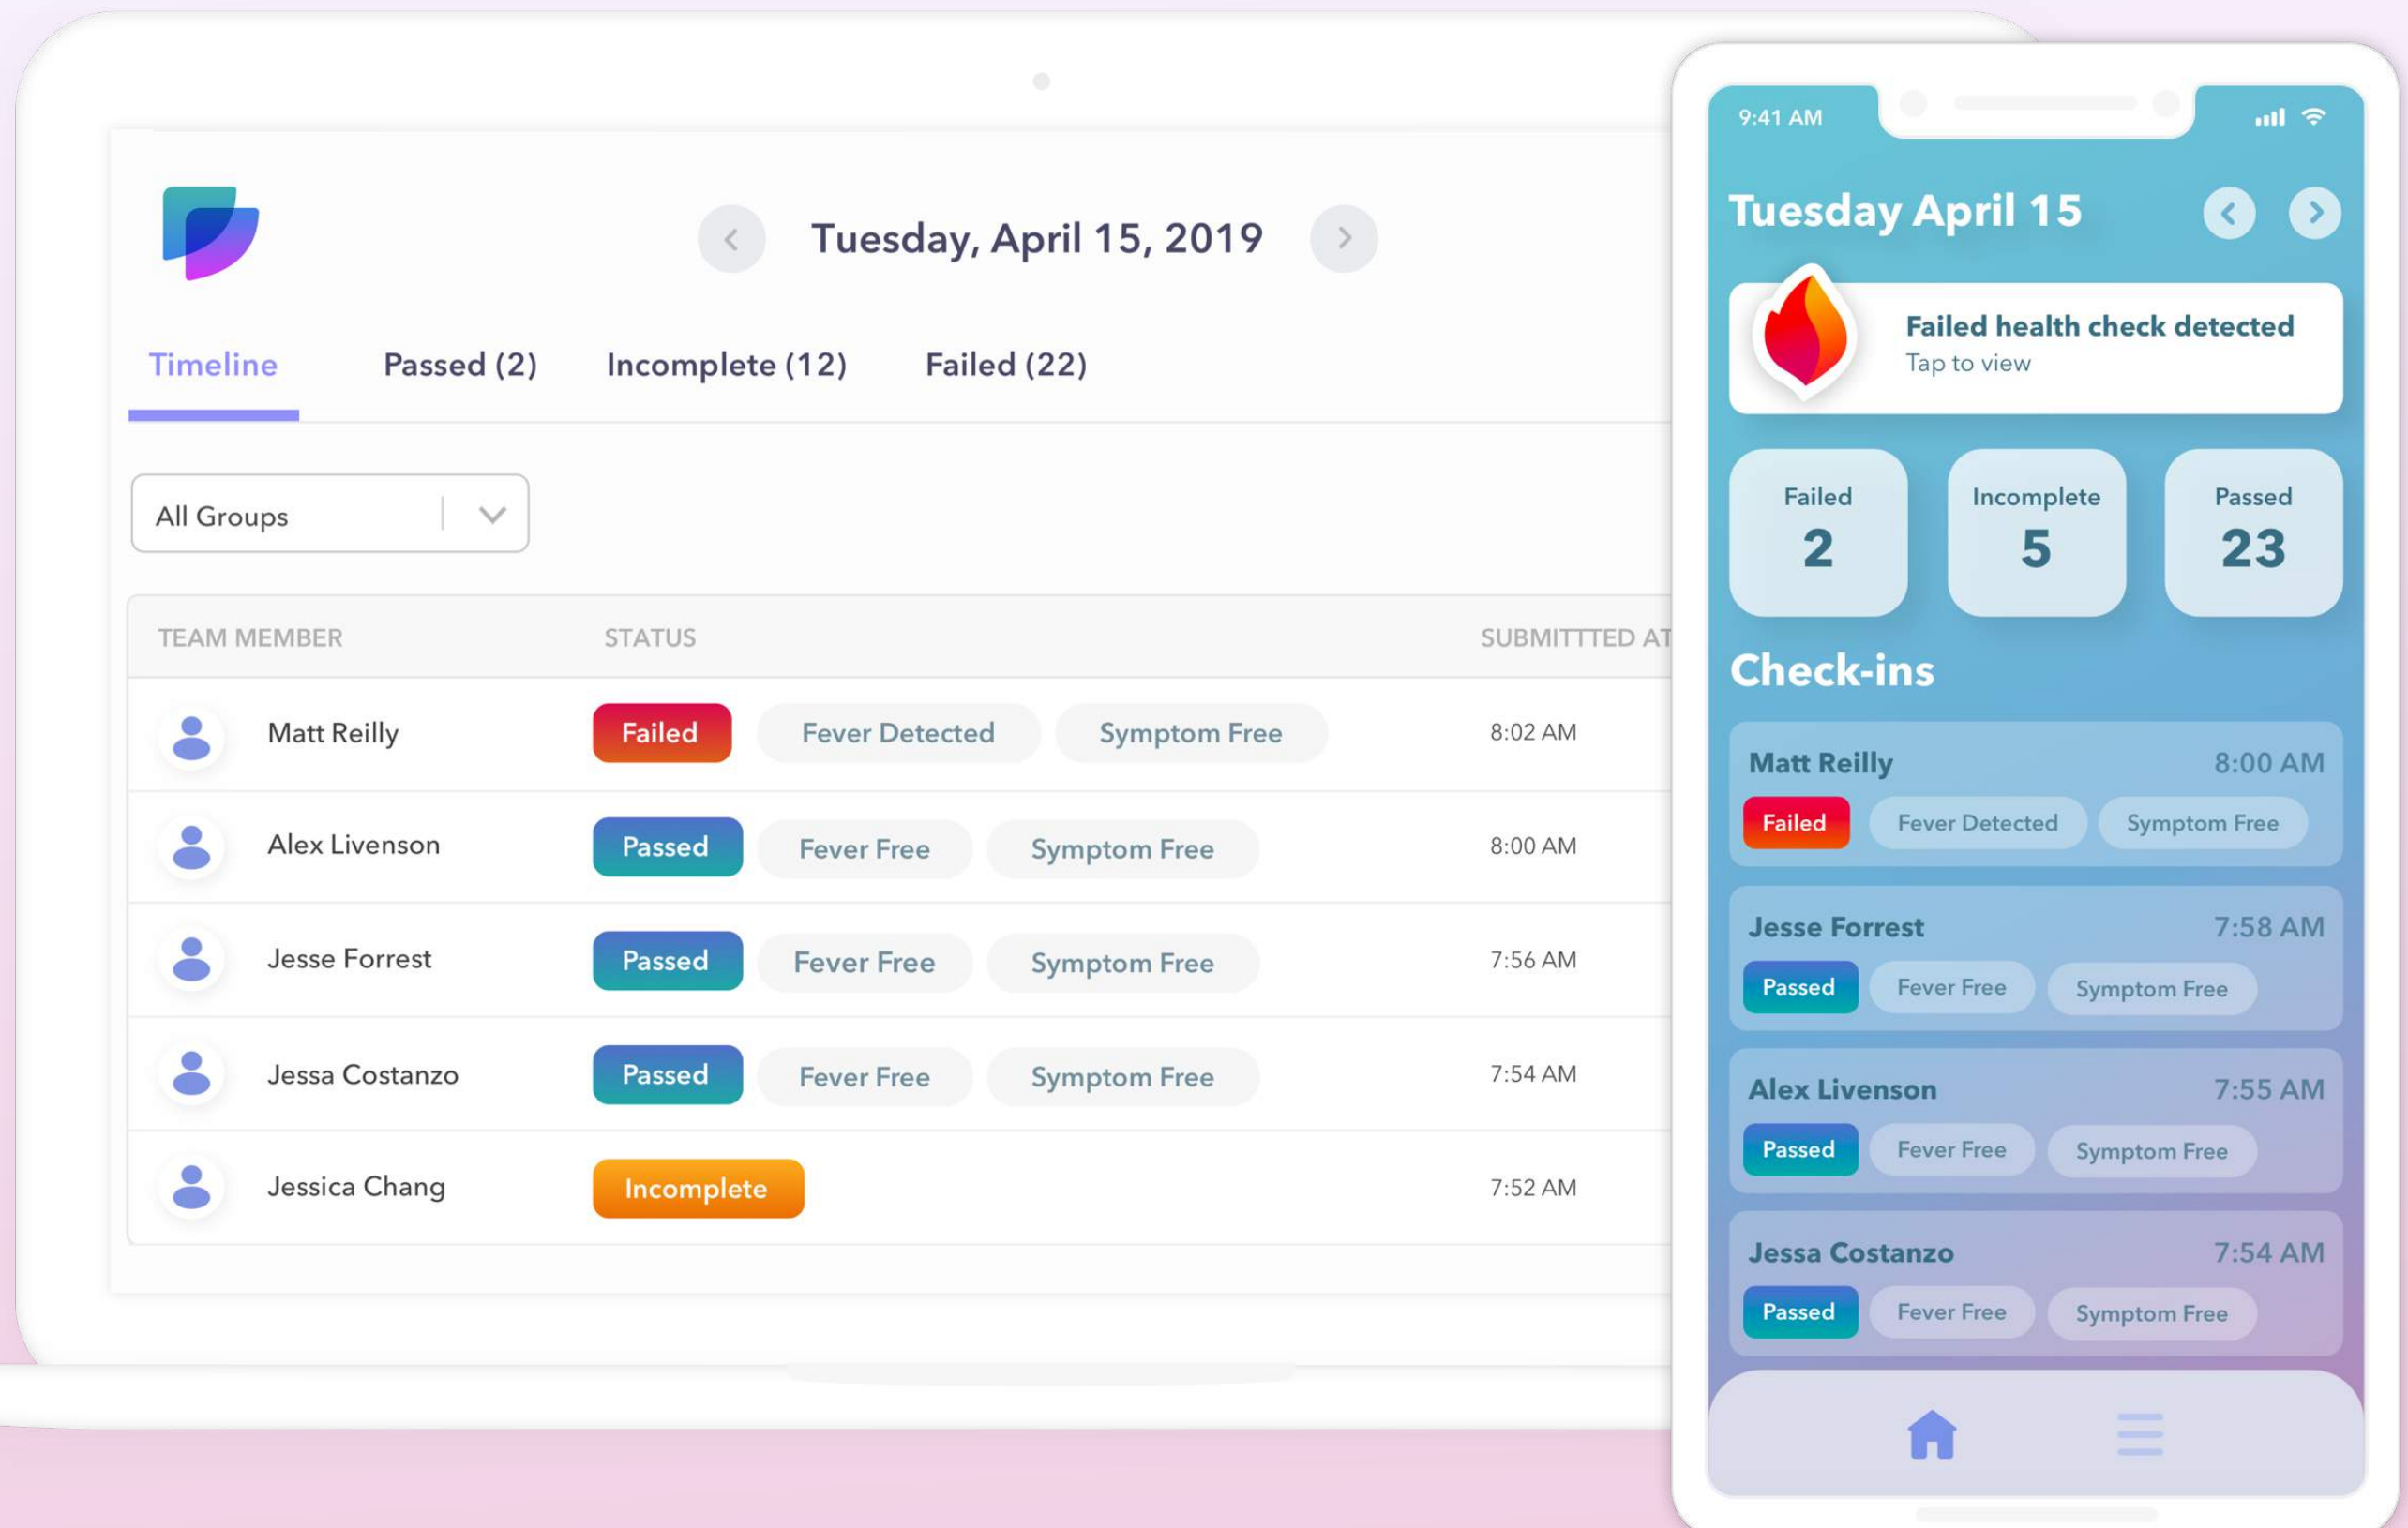 Tuesday, April 15, 2019
Timeline Passed (2) Incomplete (12) Failed (22)
All Groups
TEAM MEMBER STATUS SUBMITTTED AT
Matt Reilly Failed Fever Detected Symptom Free 8:02 AM
Alex Livenson Passed Fever Free Symptom Free 8:00 AM
Jesse Forrest Passed Fever Free Symptom Free 7:56 AM
Jessa Costanzo Passed Fever Free Symptom Free 7:54 AM
Jessica Chang Incomplete 7:52 AM
9:41 AM
Tuesday April 15
Failed health check detected
Tap to view
Failed Incomplete Passed
2 5 23
Check-ins
Matt Reilly 8:00 AM
Failed Fever Detected Symptom Free
Jesse Forrest 7:58 AM
Passed Fever Free Symptom Free
Alex Livenson 7:55 AM
Passed Fever Free Symptom Free
Jessa Costanzo 7:54 AM
Passed Fever Free Symptom Free